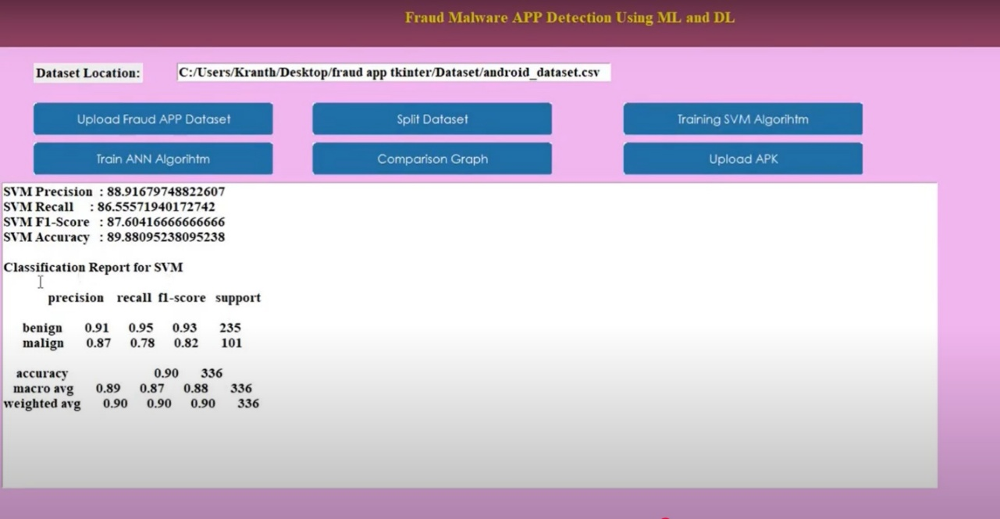 Fraud Malware APP Detection Using ML and DL
Dataset Location: C:/Users/Kranth/Desktop/fraud app tkinter/Dataset/android_dataset.csv
Upload Fraud APP Dataset Split Dataset Training SVM Algorihtm
Train ANN Algorihtm Comparison Graph Upload APK
SVM Precision : 88.91679748822607
SVM Recall : 86.55571940172742
SVM F1-Score : 87.60416666666666
SVM Accuracy : 89.88095238095238
Classification Report for SVM
precision recall f1-score support
benign 0.91 0.95 0.93 235
malign 0.87 0.78 0.82 101
accuracy 0.90 336
macro avg 0.89 0.87 0.88 336
weighted avg 0.90 0.90 0.90 336